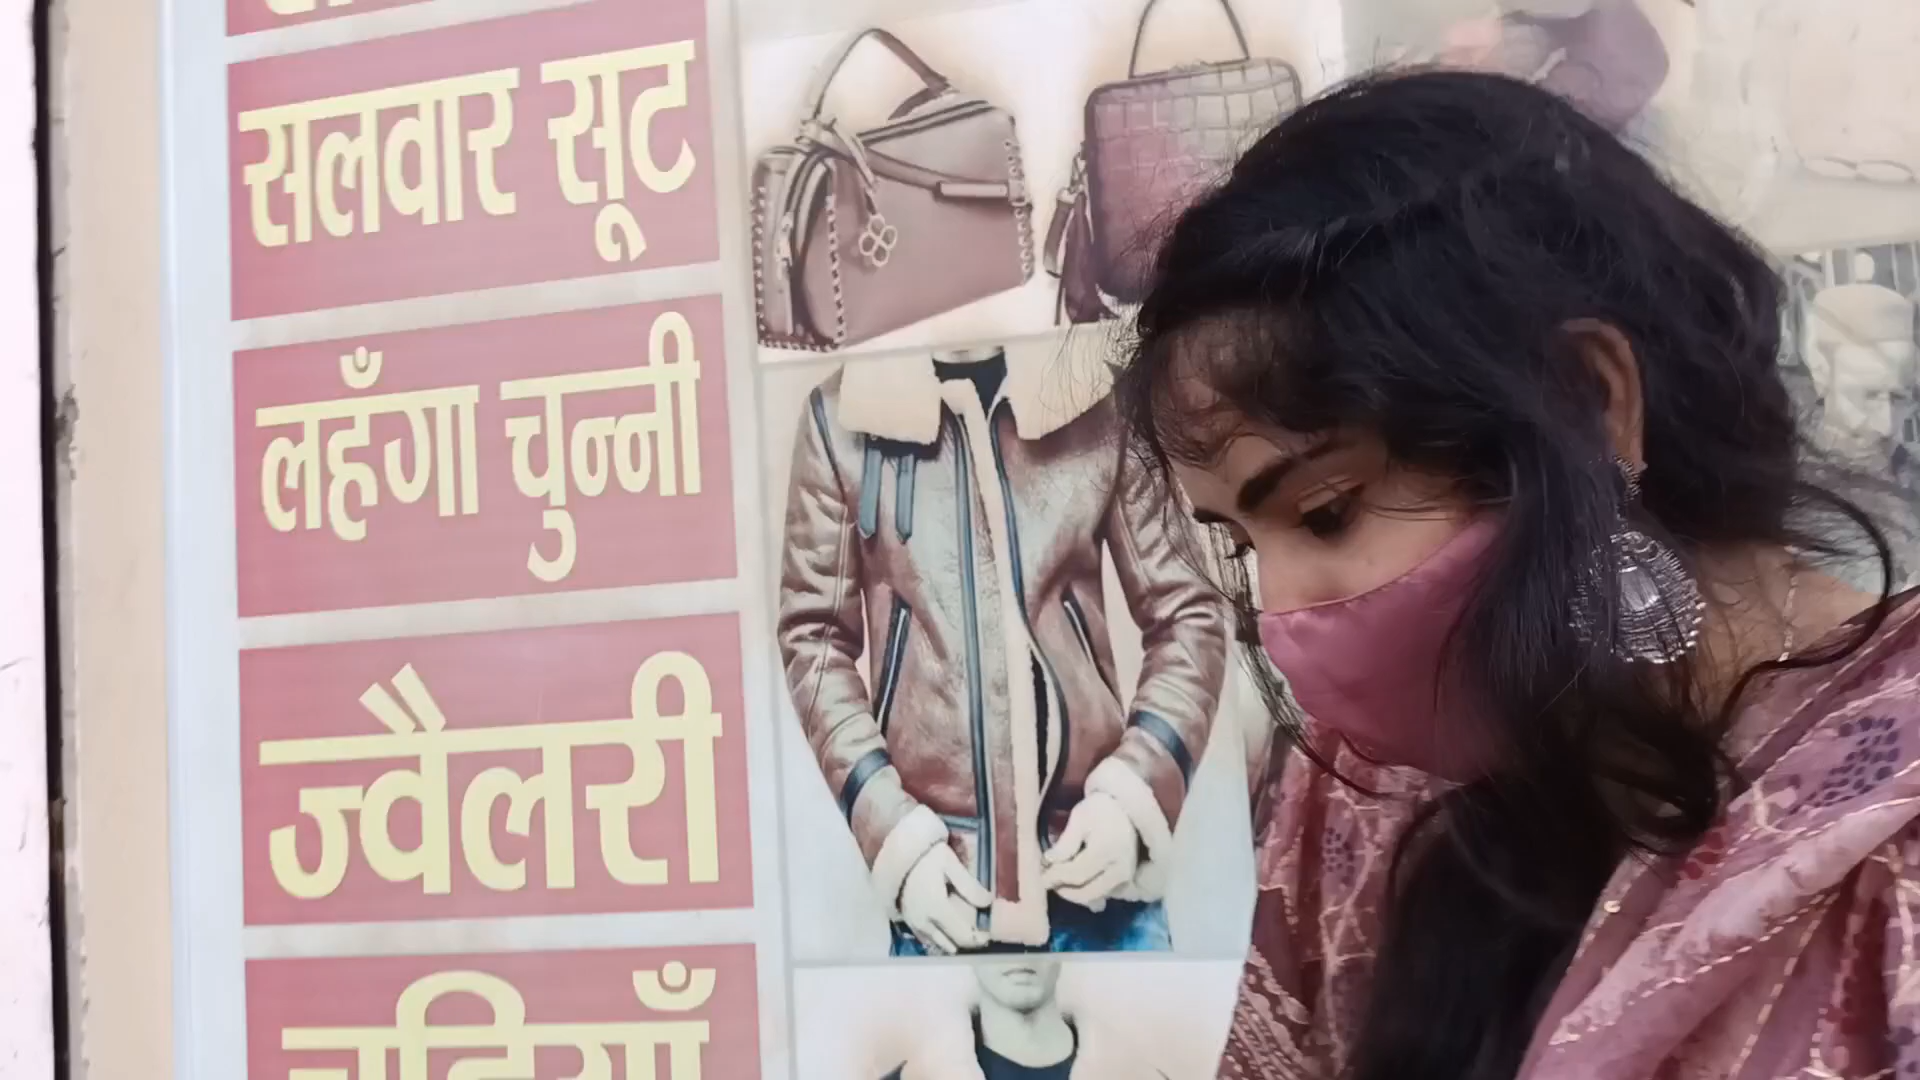 सलवार सूट
लहँगा चुन्नी
ज्वैलरी
चूड़ियाँ